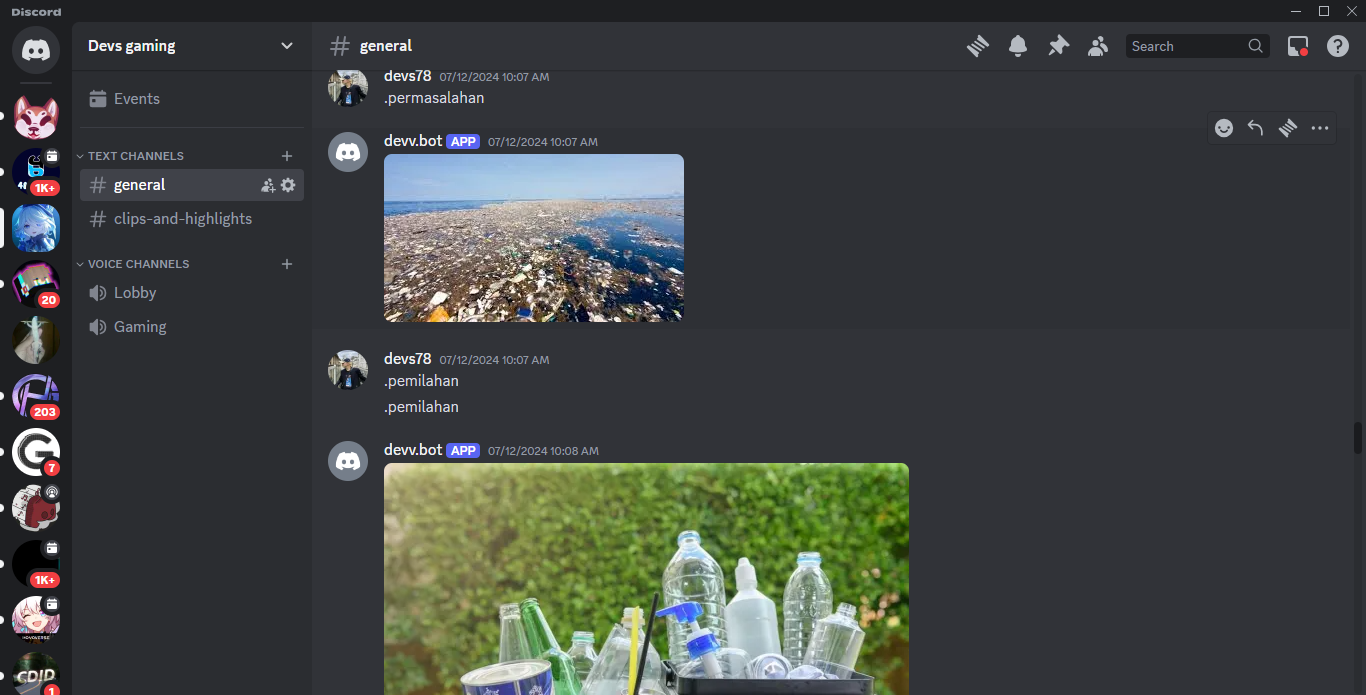 Discord
Devs gaming
general
Search
Events
TEXT CHANNELS
general
clips-and-highlights
VOICE CHANNELS
Lobby
Gaming
1K+
20
203
7
1K+
HOYOVERSE
CDID
1
devs78 07/12/2024 10:07 AM
.permasalahan
devv.bot APP 07/12/2024 10:07 AM
devs78 07/12/2024 10:07 AM
.pemilahan
.pemilahan
devv.bot APP 07/12/2024 10:08 AM